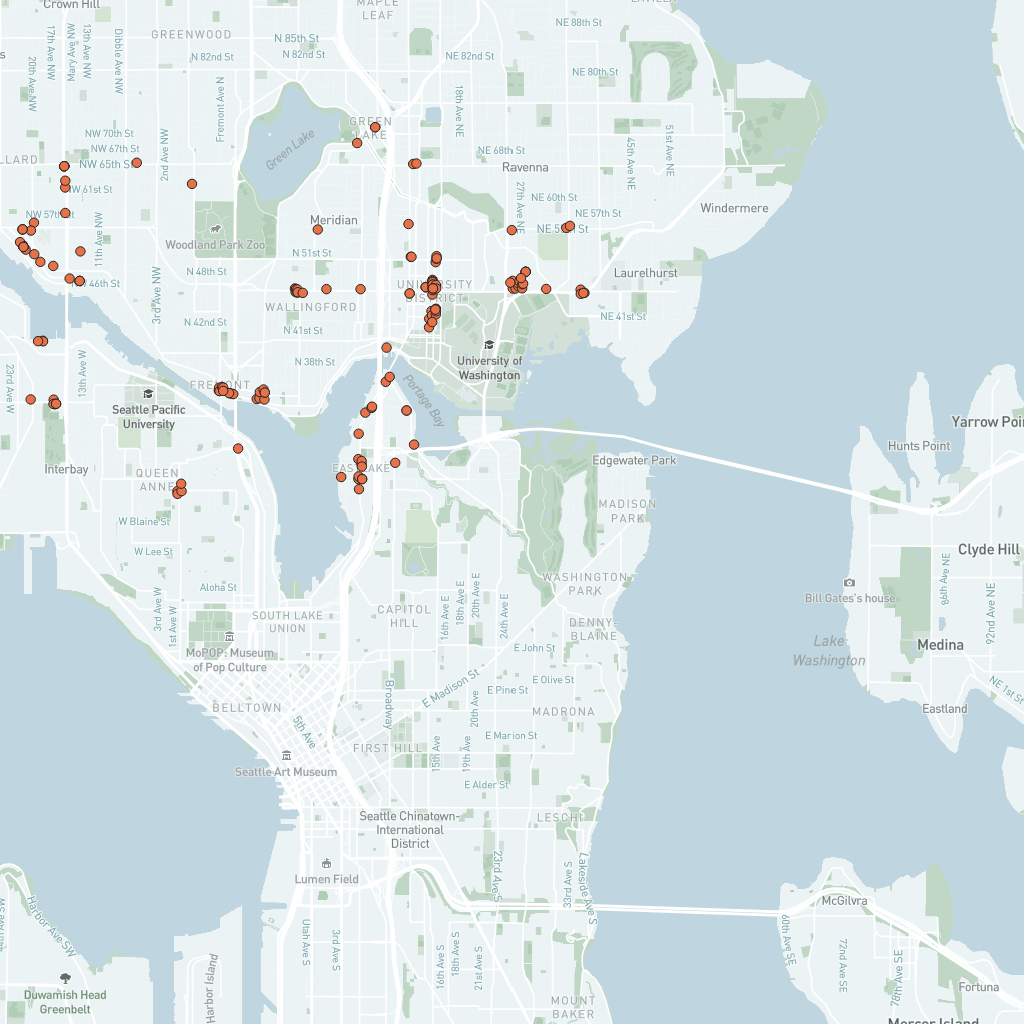 Crown Hill
MAPLE
LEAF
NE 88th St
GREENWOOD
N 85th St
N 82nd St
NE 82nd St
NE 80th St
17th Ave NW
Mary Ave NW
13th Ave NW
Dibble Ave NW
20th Ave NW
Fremont Ave N
18th Ave NE
GREEN
LAKE
Green Lake
NW 70th St
NW 67th St
NW 65th St
2nd Ave NW
LLARD
NE 68th St
Ravenna
45th Ave NE
51st Ave NE
NW 61st St
27th Ave NE
NE 60th St
NE 57th St
Windermere
NW 57th St
Meridian
11th Ave NW
Woodland Park Zoo
N 51st St
N 48th St
3rd Ave NW
UNIVERSITY
DISTRICT
Laurelhurst
WALLINGFORD
N 42nd St
N 41st St
NE 41st St
N 38th St
University of
Washington
13th Ave W
23rd Ave W
FREMONT
Portage Bay
Seattle Pacific
University
Yarrow Poin
Hunts Point
Interbay
QUEEN
ANNE
EASTLAKE
Edgewater Park
MADISON
PARK
W Blaine St
W Lee St
Clyde Hill
Aloha St
WASHINGTON
PARK
86th Ave NE
92nd Ave NE
Bill Gates's house
3rd Ave W
1st Ave W
SOUTH LAKE
UNION
CAPITOL
HILL
16th Ave E
18th Ave E
20th Ave E
24th Ave E
DENNY-
BLAINE
Lake
Washington
Medina
MoPOP: Museum
of Pop Culture
E John St
E Madison St
E Olive St
E Pine St
NE 1st St
BELLTOWN
5th Ave
Broadway
20th Ave
MADRONA
Eastland
FIRST HILL
15th Ave
19th Ave
E Marion St
Seattle Art Museum
E Alder St
Seattle Chinatown-
International
District
LESCHI
Lumen Field
23rd Ave S
33rd Ave S
Lakeside Ave S
McGilvra
Harbor Ave SW
44th Ave SW
Harbor Island
Utah Ave S
3rd Ave S
16th Ave S
18th Ave S
21st Ave S
60th Ave SE
72nd Ave SE
78th Ave SE
Duwamish Head
Greenbelt
Fortuna
MOUNT
BAKER
Mercer Island